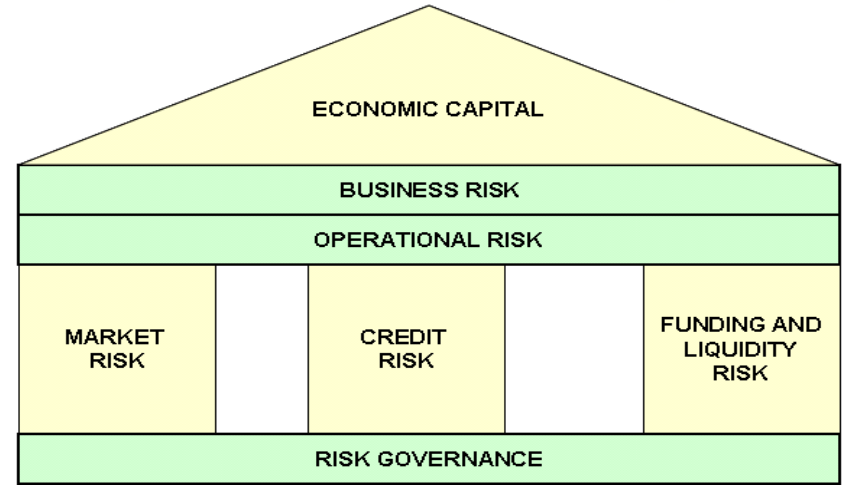 ECONOMIC CAPITAL
BUSINESS RISK
OPERATIONAL RISK
MARKET
RISK
CREDIT
RISK
FUNDING AND
LIQUIDITY
RISK
RISK GOVERNANCE